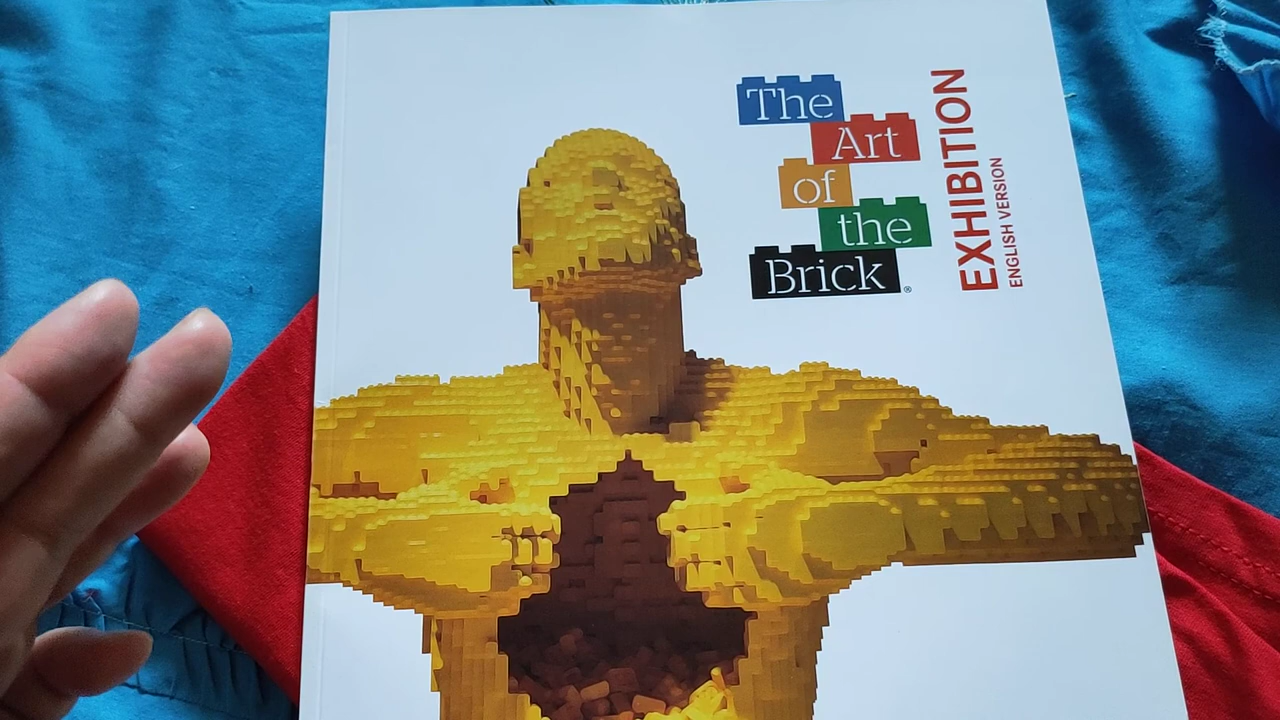 The
Art
of
the
Brick®
EXHIBITION
ENGLISH VERSION